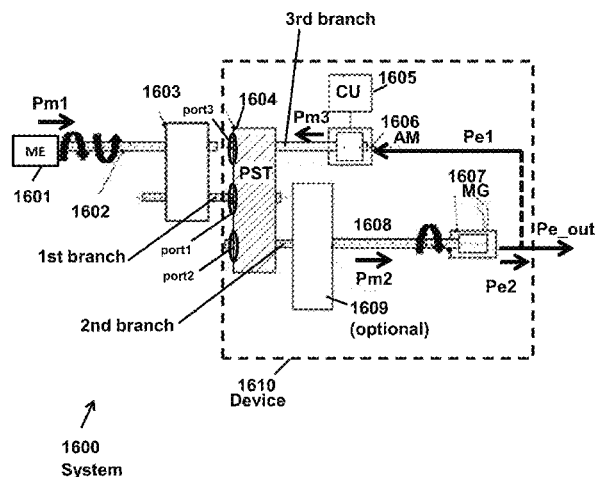 3rd branch
1603
port3
1604
CU
1605
Pm1
Pm3
1606
AM
Pe1
ME
PST
1601
1602
1607
MG
1608
Pe_out
1st branch
port1
port2
Pm2
Pe2
2nd branch
1609
(optional)
1610
Device
1600
System